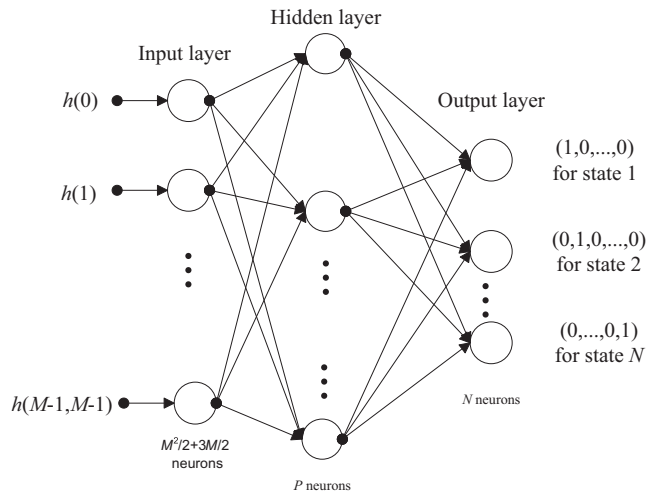 Hidden layer
Input layer
Output layer
h(0)
h(1)
h(M-1,M-1)
M²/2+3M/2
neurons
P neurons
N neurons
(1,0,...,0)
for state 1
(0,1,0,...,0)
for state 2
(0,...,0,1)
for state N